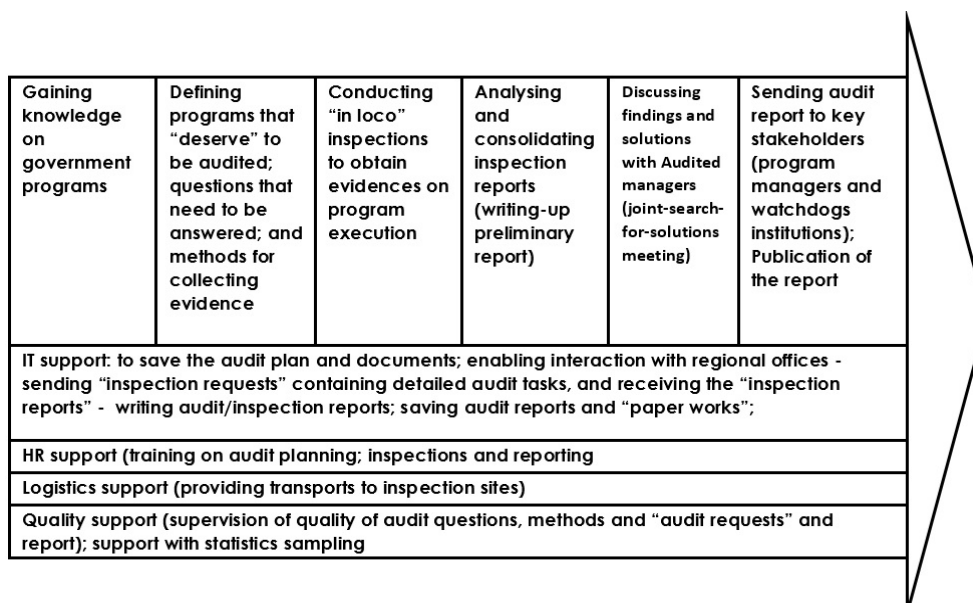 Gaining
knowledge
on
government
programs
Defining
programs that
“deserve” to
be audited;
questions that
need to be
answered; and
methods for
collecting
evidence
Conducting
“in loco”
inspections
to obtain
evidences on
program
execution
Analysing
and
consolidating
inspection
reports
(writing-up
preliminary
report)
Discussing
findings and
solutions
with Audited
managers
(joint-search-
for-solutions
meeting)
Sending audit
report to key
stakeholders
(program
managers and
watchdogs
institutions);
Publication of
the report
IT support: to save the audit plan and documents; enabling interaction with regional offices -
sending “inspection requests” containing detailed audit tasks, and receiving the “inspection
reports” - writing audit/inspection reports; saving audit reports and “paper works”;
HR support (training on audit planning; inspections and reporting
Logistics support (providing transports to inspection sites)
Quality support (supervision of quality of audit questions, methods and “audit requests” and
report); support with statistics sampling